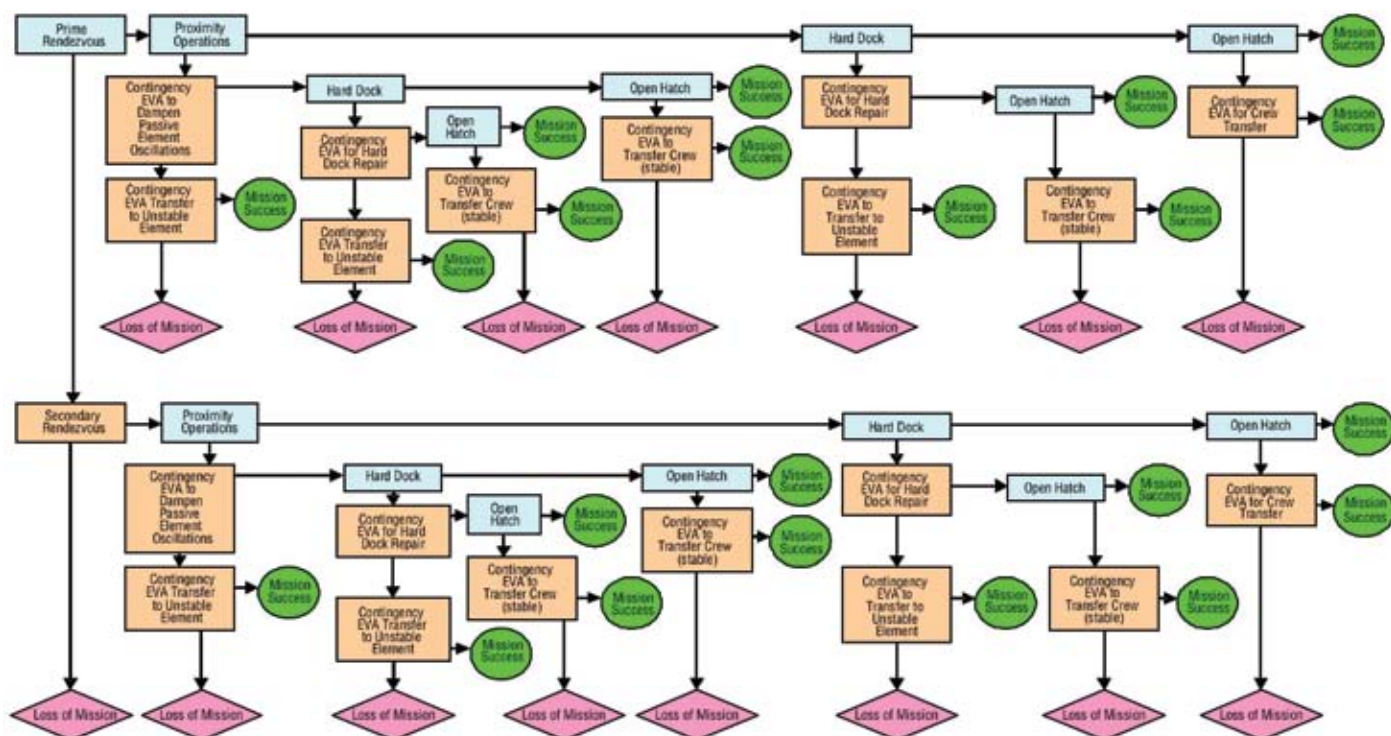 Prime
Rendezvous
Proximity
Operations
Hard Dock
Open Hatch
Mission
Success
Contingency
EVA to
Dampen
Passive
Element
Oscillations
Hard Dock
Open Hatch
Mission
Success
Contingency
EVA for Hard
Dock Repair
Open Hatch
Mission
Success
Contingency
EVA for Crew
Transfer
Mission
Success
Contingency
EVA for Hard
Dock Repair
Open
Hatch
Mission
Success
Contingency
EVA to
Transfer Crew
(stable)
Mission
Success
Contingency
EVA Transfer
to Unstable
Element
Mission
Success
Contingency
EVA to
Transfer Crew
(stable)
Mission
Success
Contingency
EVA to
Transfer to
Unstable
Element
Mission
Success
Contingency
EVA to
Transfer Crew
(stable)
Mission
Success
Contingency
EVA Transfer
to Unstable
Element
Mission
Success
Loss of Mission
Loss of Mission
Loss of Mission
Loss of Mission
Loss of Mission
Loss of Mission
Loss of Mission
Secondary
Rendezvous
Proximity
Operations
Hard Dock
Open Hatch
Mission
Success
Contingency
EVA to
Dampen
Passive
Element
Oscillations
Hard Dock
Open Hatch
Mission
Success
Contingency
EVA for Hard
Dock Repair
Open Hatch
Mission
Success
Contingency
EVA for Crew
Transfer
Mission
Success
Contingency
EVA for Hard
Dock Repair
Open
Hatch
Mission
Success
Contingency
EVA to
Transfer Crew
(stable)
Mission
Success
Contingency
EVA Transfer
to Unstable
Element
Mission
Success
Contingency
EVA to
Transfer Crew
(stable)
Mission
Success
Contingency
EVA to
Transfer to
Unstable
Element
Mission
Success
Contingency
EVA to
Transfer Crew
(stable)
Mission
Success
Contingency
EVA Transfer
to Unstable
Element
Mission
Success
Loss of Mission
Loss of Mission
Loss of Mission
Loss of Mission
Loss of Mission
Loss of Mission
Loss of Mission
Loss of Mission